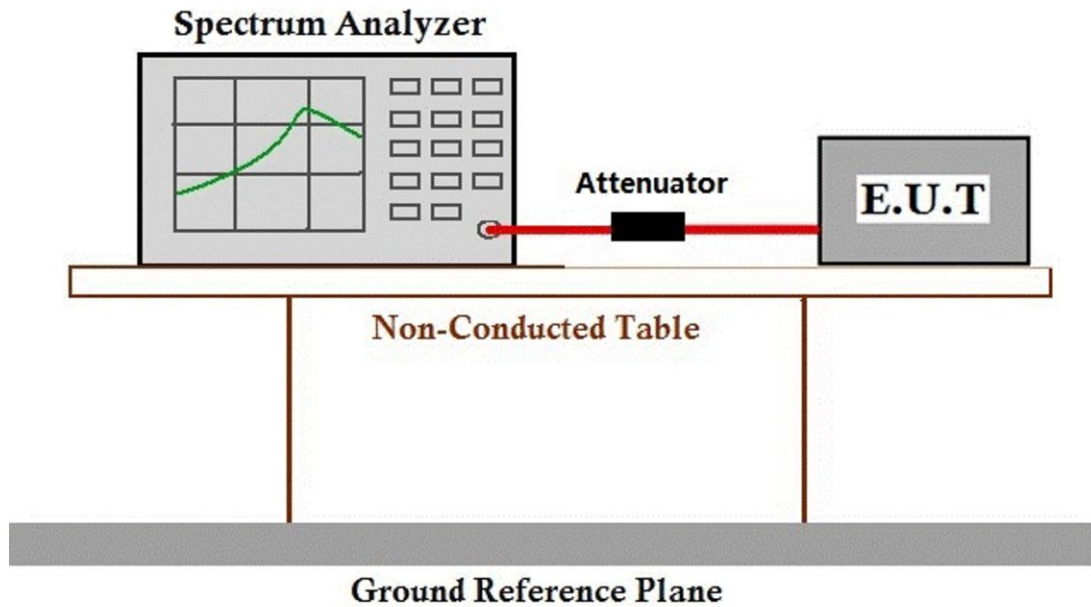 Spectrum Analyzer
Attenuator
E.U.T
Non-Conducted Table
Ground Reference Plane